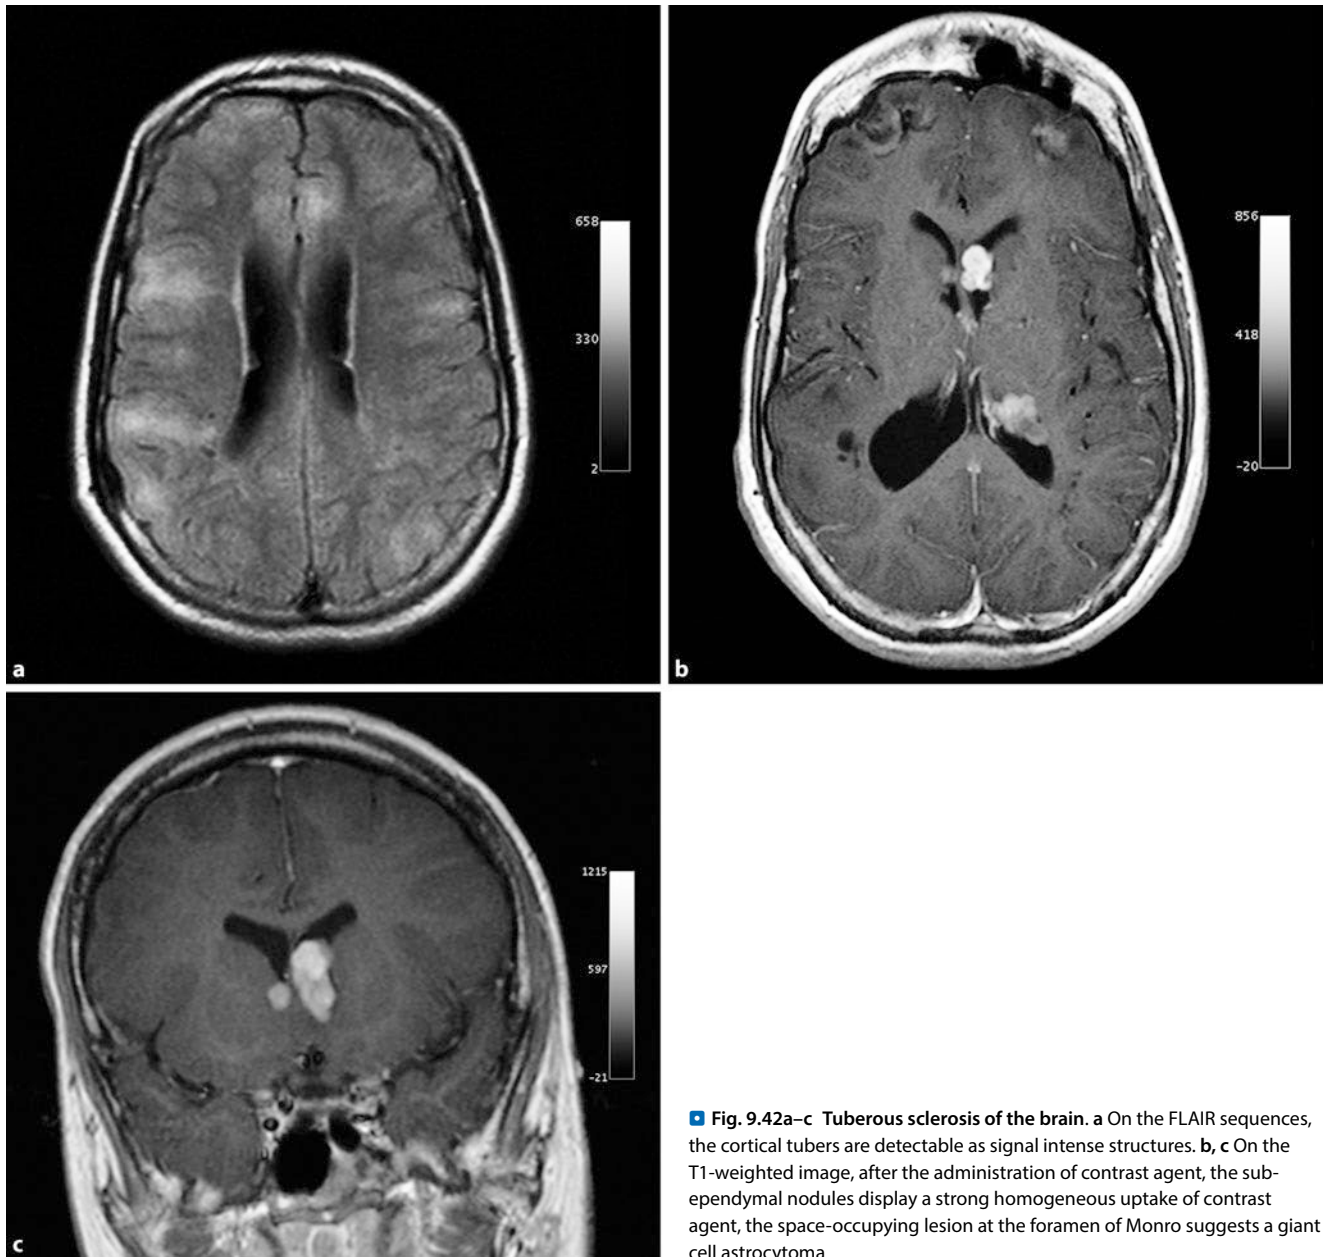 658
330
2
a
856
418
-20
b
1215
597
-21
c
Fig. 9.42a–c Tuberous sclerosis of the brain. a On the FLAIR sequences,
the cortical tubers are detectable as signal intense structures. b, c On the
T1-weighted image, after the administration of contrast agent, the sub-
ependymal nodules display a strong homogeneous uptake of contrast
agent, the space-occupying lesion at the foramen of Monro suggests a giant
cell astrocytoma